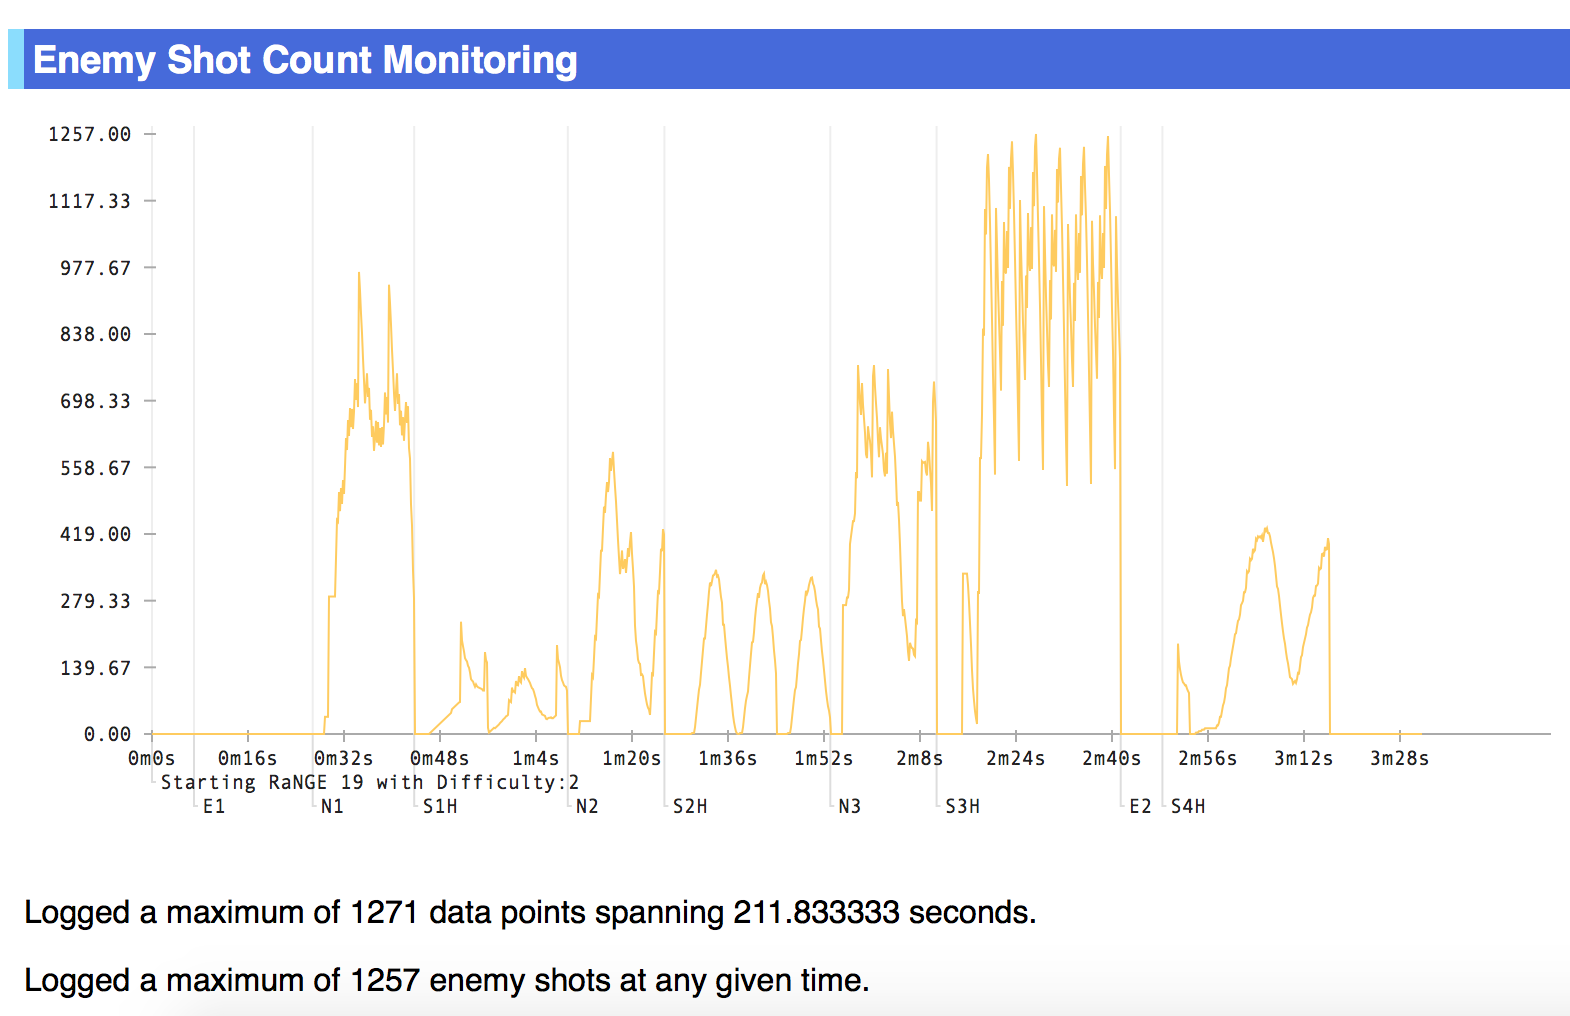 Enemy Shot Count Monitoring
1257.00
1117.33
977.67
838.00
698.33
558.67
419.00
279.33
139.67
0.00
0m0s 0m16s 0m32s 0m48s 1m4s 1m20s 1m36s 1m52s 2m8s 2m24s 2m40s 2m56s 3m12s 3m28s
Starting RaNGE 19 with Difficulty:2
E1 N1 S1H N2 S2H N3 S3H E2 S4H
Logged a maximum of 1271 data points spanning 211.833333 seconds.
Logged a maximum of 1257 enemy shots at any given time.